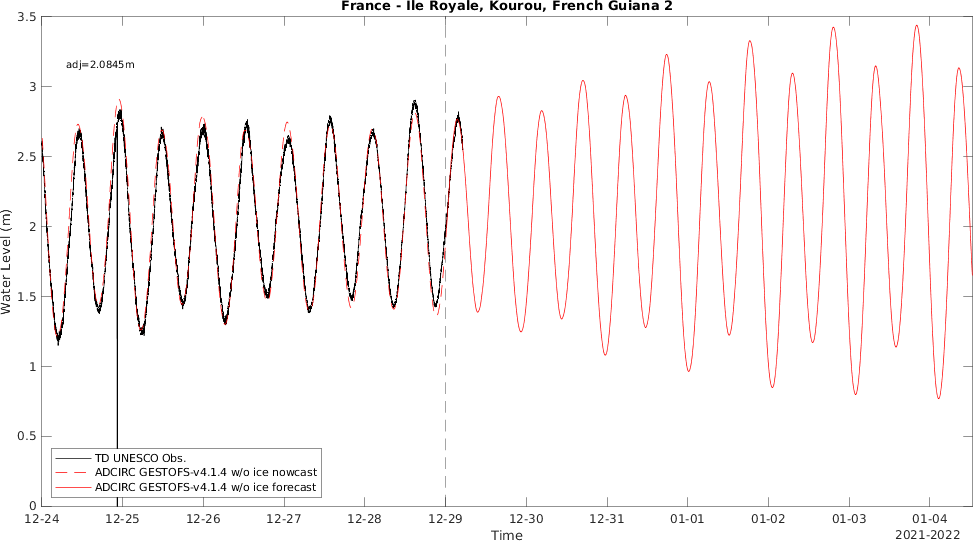 France - Ile Royale, Kourou, French Guiana 2
adj=2.0845m
3.5
3
2.5
2
1.5
1
0.5
0
Water Level (m)
TD UNESCO Obs.
ADCIRC GESTOFS-v4.1.4 w/o ice nowcast
ADCIRC GESTOFS-v4.1.4 w/o ice forecast
12-24 12-25 12-26 12-27 12-28 12-29 12-30 12-31 01-01 01-02 01-03 01-04
Time
2021-2022